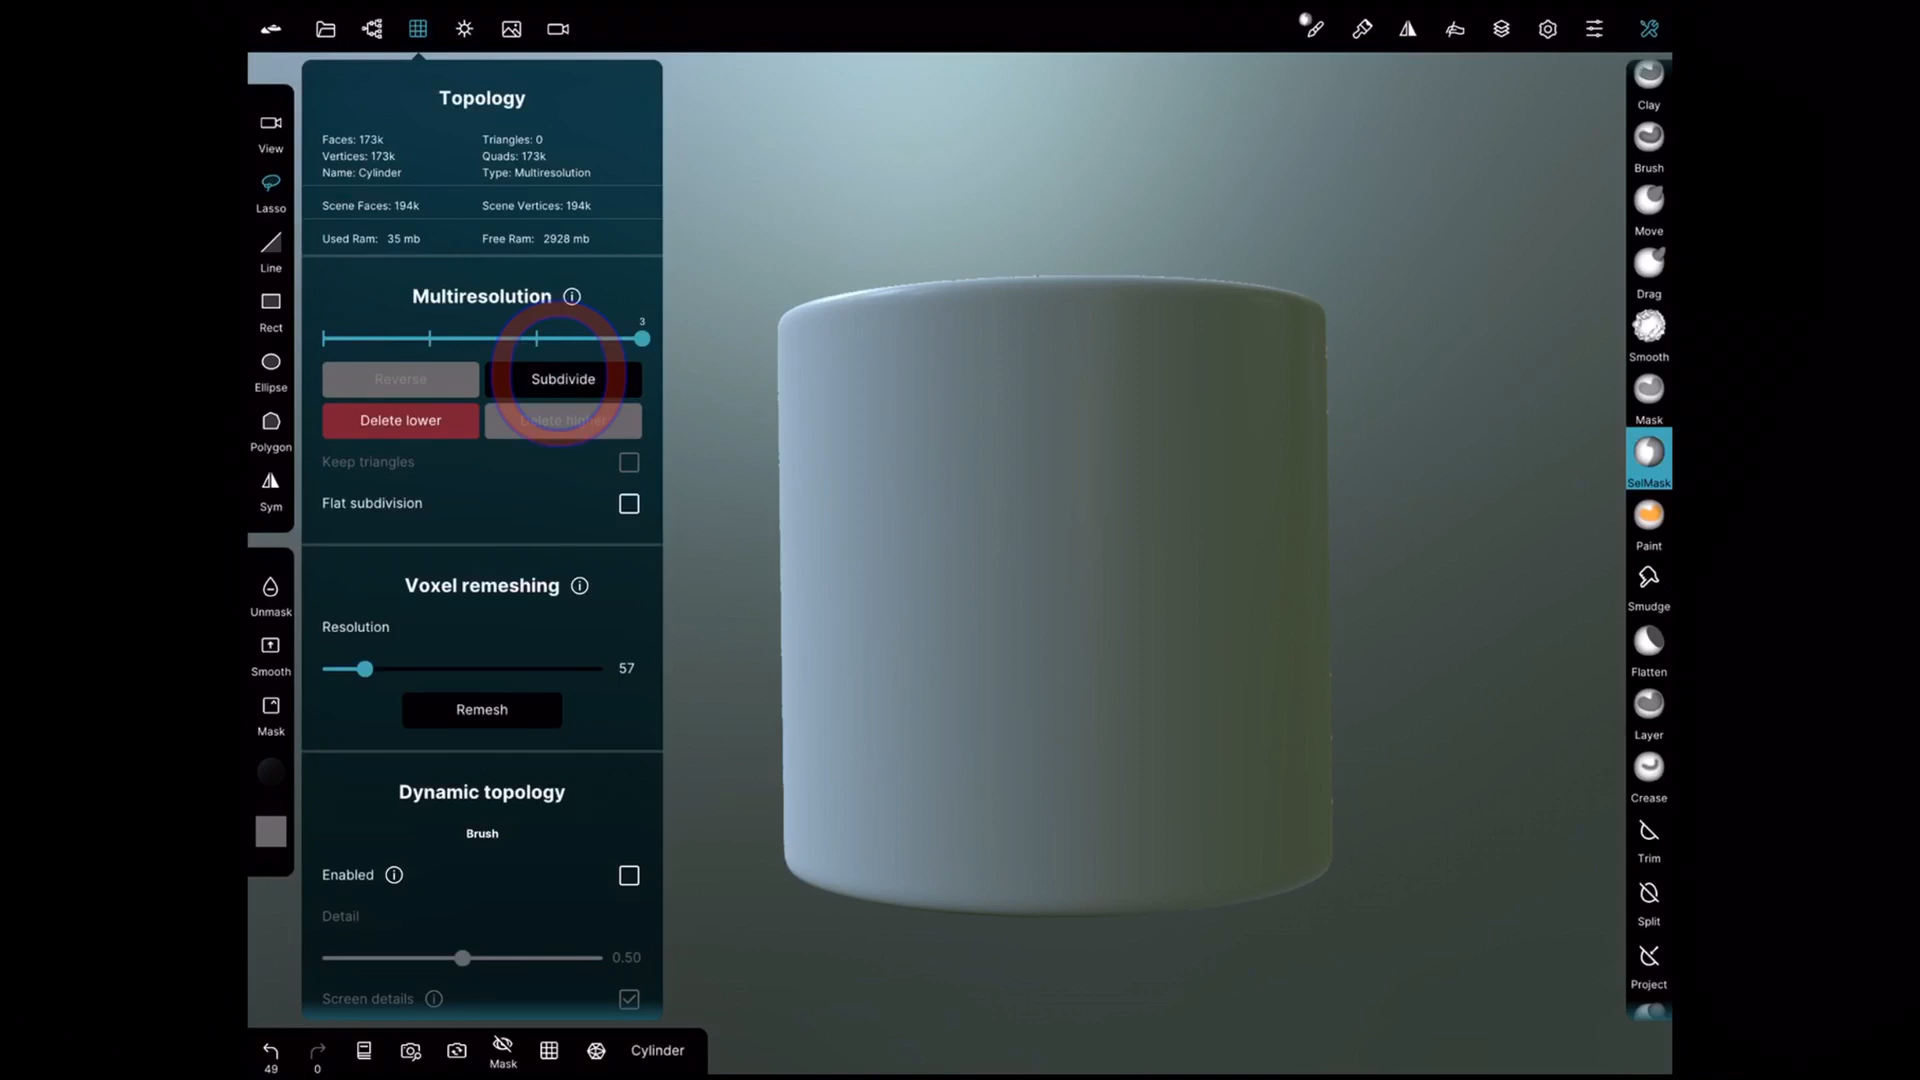 Topology
Faces: 173k
Triangles: 0
Vertices: 173k
Quads: 173k
Name: Cylinder
Type: Multiresolution
Scene Faces: 194k
Scene Vertices: 194k
Used Ram: 35 mb
Free Ram: 2928 mb
Multiresolution
3
Reverse
Subdivide
Delete lower
Delete higher
Keep triangles
Flat subdivision
Voxel remeshing
Resolution
57
Remesh
Dynamic topology
Brush
Enabled
Detail
0.50
Screen details
View
Lasso
Line
Rect
Ellipse
Polygon
Sym
Unmask
Smooth
Mask
Clay
Brush
Move
Drag
Smooth
Mask
SelMask
Paint
Smudge
Flatten
Layer
Crease
Trim
Split
Project
49
0
Mask
Cylinder